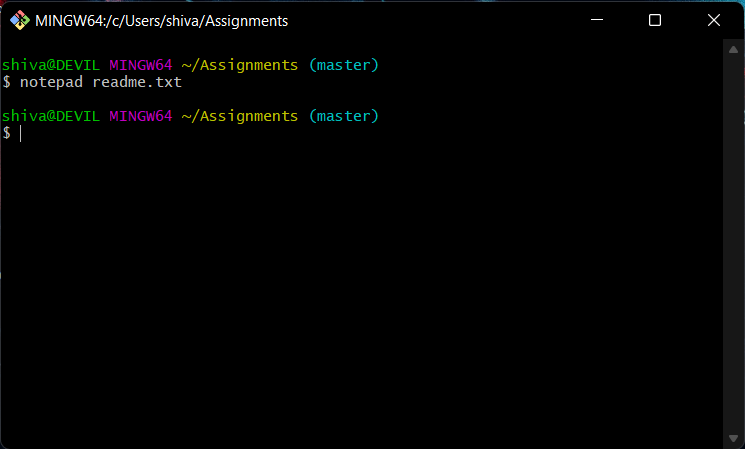 MINGW64:/c/Users/shiva/Assignments
shiva@DEVIL MINGW64 ~/Assignments (master)
$ notepad readme.txt
shiva@DEVIL MINGW64 ~/Assignments (master)
$